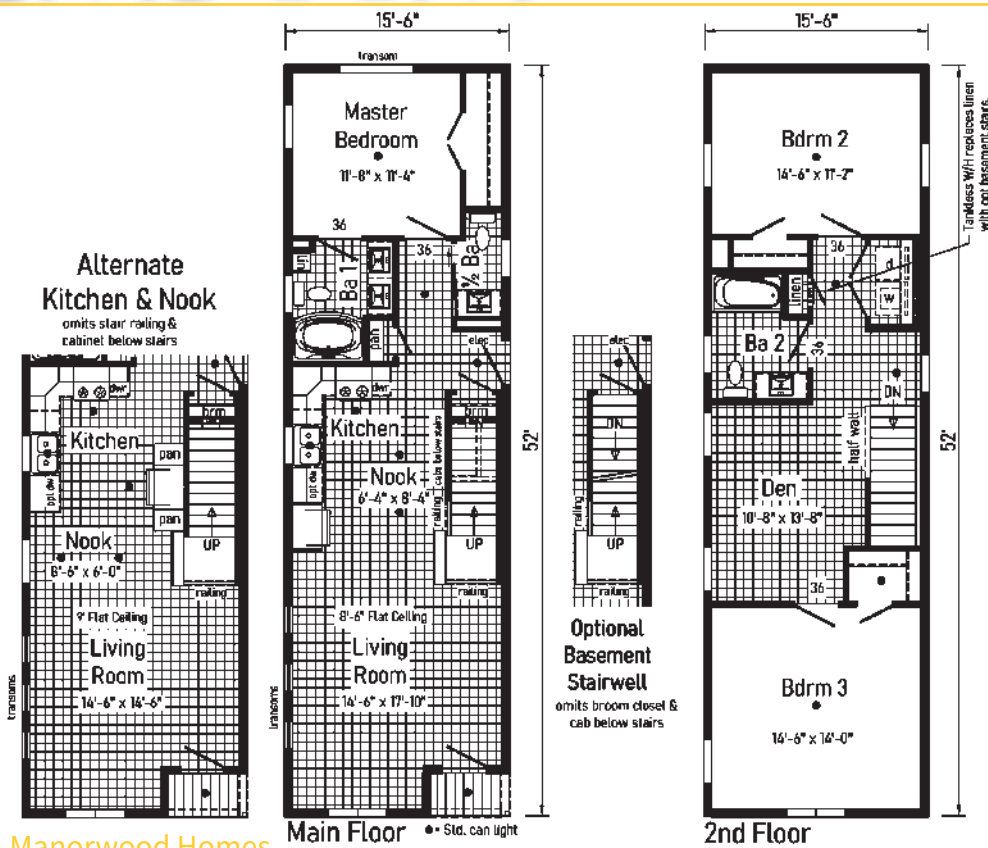 15'-6"
transom
Master
Bedroom
11'-8" x 11'-4"
36
36
lin
Ba 1
1/2 Ba
pan
elec
dwr
brm
Kitchen
Nook
6'-4" x 8'-4"
opt dw
railing
cabs below stairs
UP
railing
8'-6" Flat Ceiling
Living
Room
14'-6" x 17'-10"
transoms
52'
Main Floor
• = Std. can light
Alternate
Kitchen & Nook
omits stair railing &
cabinet below stairs
dwr
brm
Kitchen
pan
opt dw
pan
Nook
8'-6" x 6'-0"
UP
railing
9' Flat Ceiling
Living
Room
14'-6" x 14'-6"
transoms
elec
DN
railing
UP
railing
Optional
Basement
Stairwell
omits broom closet &
cab below stairs
15'-6"
Bdrm 2
14'-6" x 11'-2"
Tankless W/H replaces linen
with opt basement stairs
36
d
w
linen
Ba 2
36
DN
half wall
Den
10'-8" x 13'-8"
36
Bdrm 3
14'-6" x 14'-0"
52'
2nd Floor
Manorwood Homes